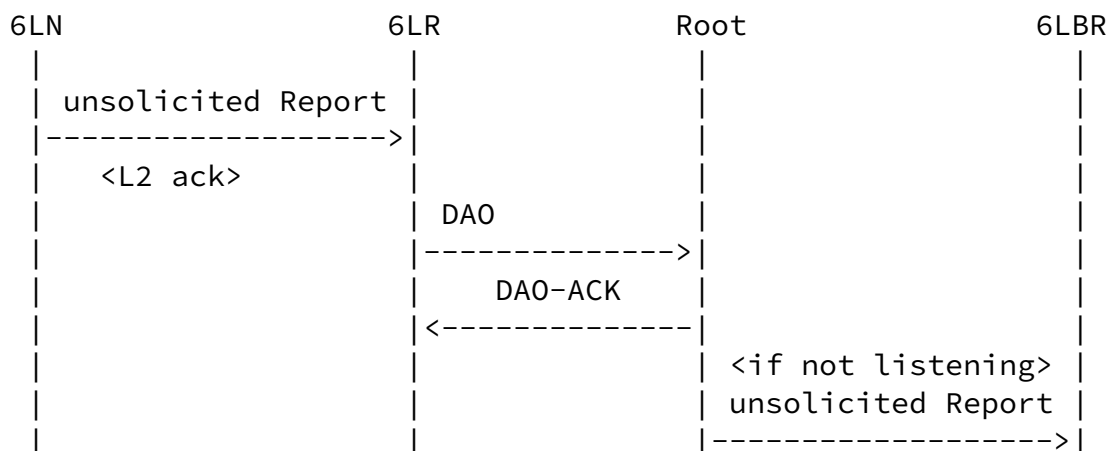 6LN 6LR Root 6LBR
unsolicited Report
<L2 ack>
DAO
DAO-ACK
<if not listening>
unsolicited Report